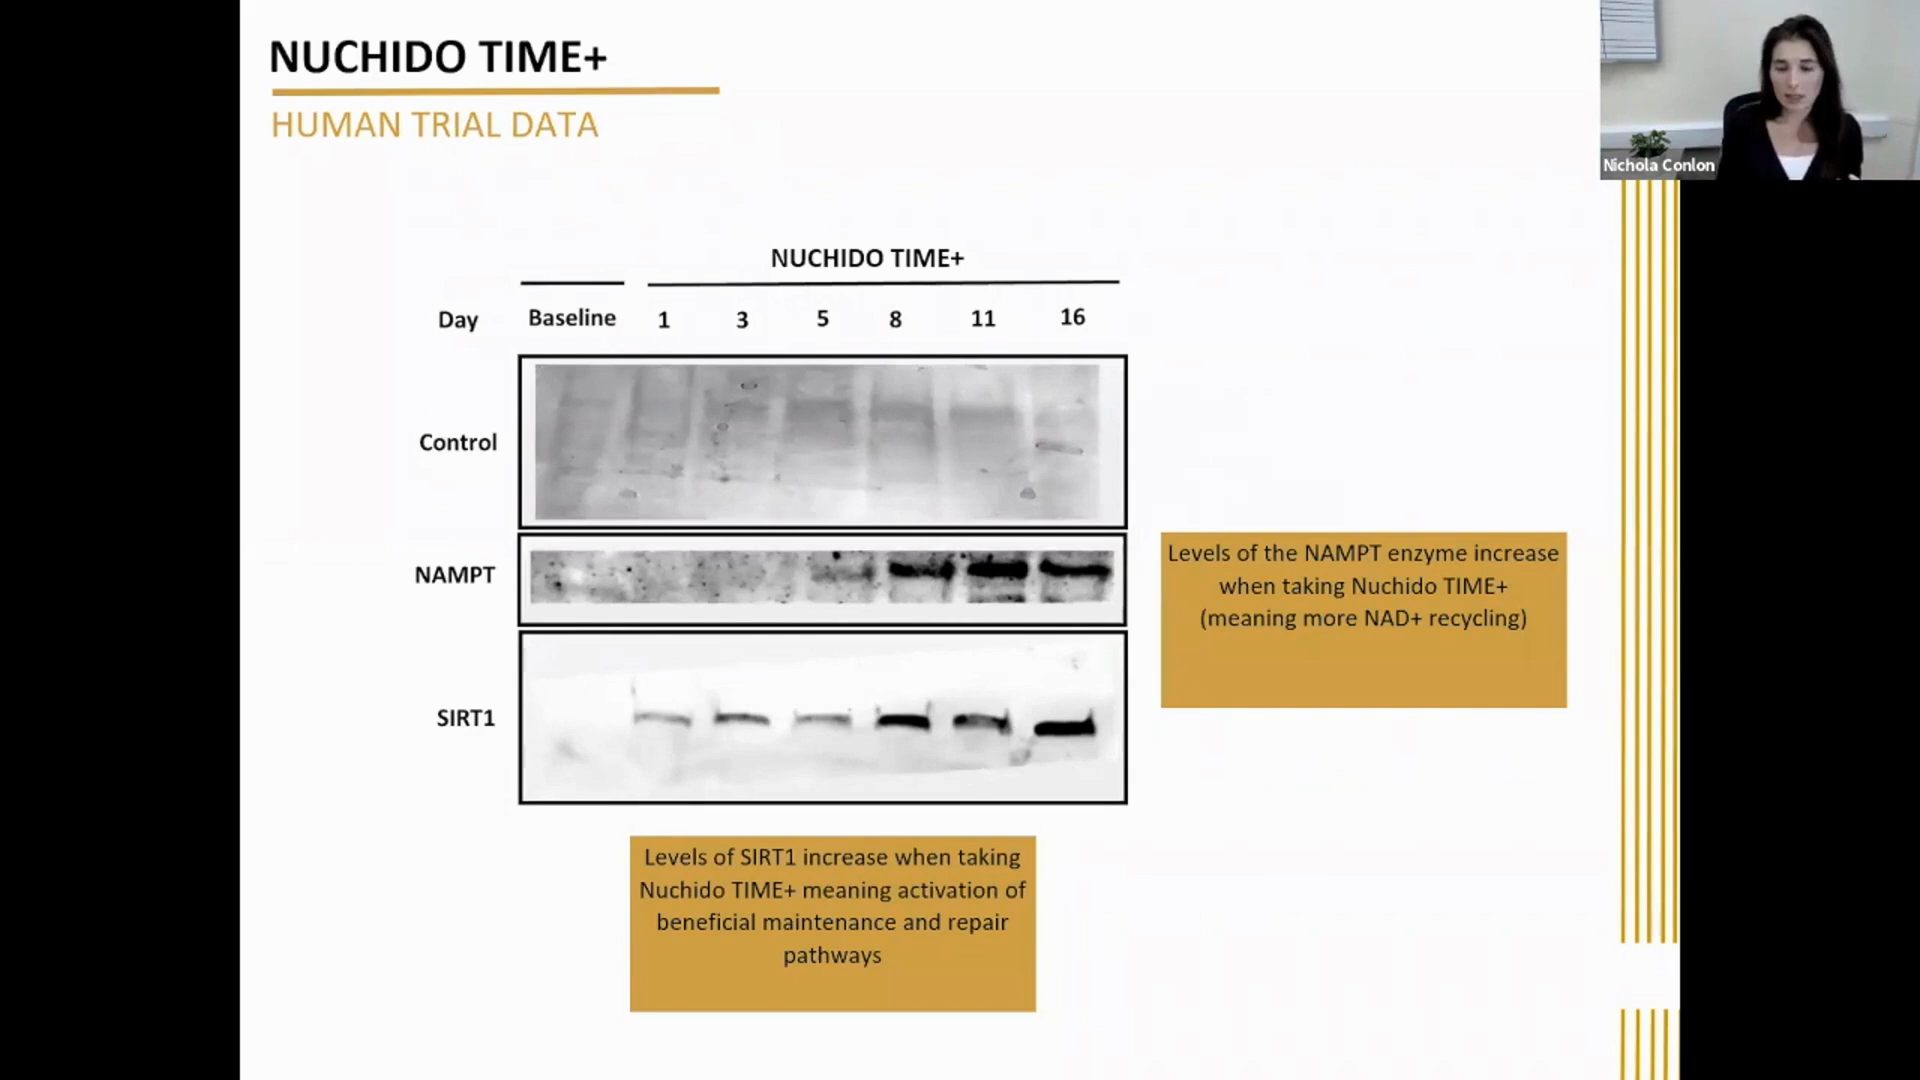 NUCHIDO TIME+
HUMAN TRIAL DATA
Nichola Conlon
NUCHIDO TIME+
Day Baseline 1 3 5 8 11 16
Control
NAMPT
SIRT1
Levels of the NAMPT enzyme increase
when taking Nuchido TIME+
(meaning more NAD+ recycling)
Levels of SIRT1 increase when taking
Nuchido TIME+ meaning activation of
beneficial maintenance and repair
pathways